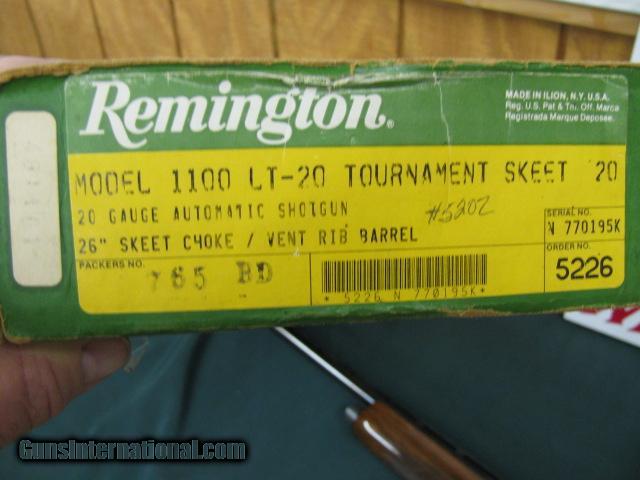 Remington®
MADE IN ILION, N.Y. U.S.A.
Reg. U.S. Pat & Tm. Off. Marca
Registrada Marque Deposee.
MODEL 1100 LT-20 TOURNAMENT SKEET 20
20 GAUGE AUTOMATIC SHOTGUN
#5202
26" SKEET CHOKE / VENT RIB BARREL
SERIAL NO.
N 770195K
PACKERS NO.
765 BD
*5226 N 770195K*
ORDER NO.
5226
GunsInternational.com